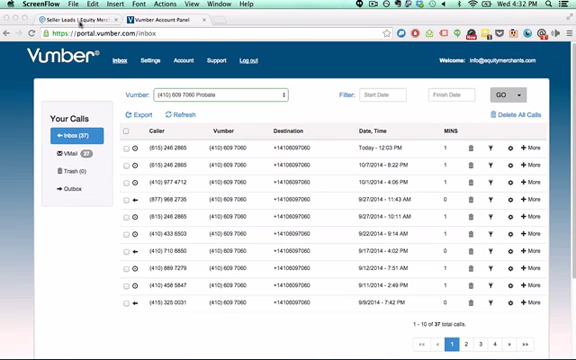 ScreenFlow File Edit Insert Font Actions Arrange View Window Help Wed 4:32 PM
Seller Leads | Equity Merch Vumber Account Panel
https://portal.vumber.com/inbox
Vumber Inbox Settings Account Support Log out Welcome: info@equitymerchants.com
Vumber: (410) 609 7060 Probate Filter: Start Date Finish Date GO
Your Calls
Export Refresh Delete All Calls
Inbox (37)
VMail 37
Trash (0)
Outbox
Caller Vumber Destination Date, Time MINS
(615) 246 2865 (410) 609 7060 +14106097060 Today - 12:03 PM 1 More
(615) 246 2865 (410) 609 7060 +14106097060 10/7/2014 - 8:22 PM 1 More
(410) 977 4712 (410) 609 7060 +14106097060 10/1/2014 - 4:06 PM 1 More
(877) 968 2735 (410) 609 7060 +14106097060 9/27/2014 - 11:43 AM 0 More
(615) 246 2865 (410) 609 7060 +14106097060 9/27/2014 - 10:11 AM 1 More
(410) 433 6503 (410) 609 7060 +14106097060 9/22/2014 - 9:14 AM 1 More
(410) 710 8850 (410) 609 7060 +14106097060 9/17/2014 - 4:02 PM 1 More
(410) 889 7279 (410) 609 7060 +14106097060 9/12/2014 - 7:51 AM 1 More
(410) 458 5847 (410) 609 7060 +14106097060 9/11/2014 - 2:49 PM 1 More
(415) 325 0031 (410) 609 7060 +14106097060 9/9/2014 - 7:42 PM 0 More
1 - 10 of 37 total calls.
«« « 1 2 3 4 » »»